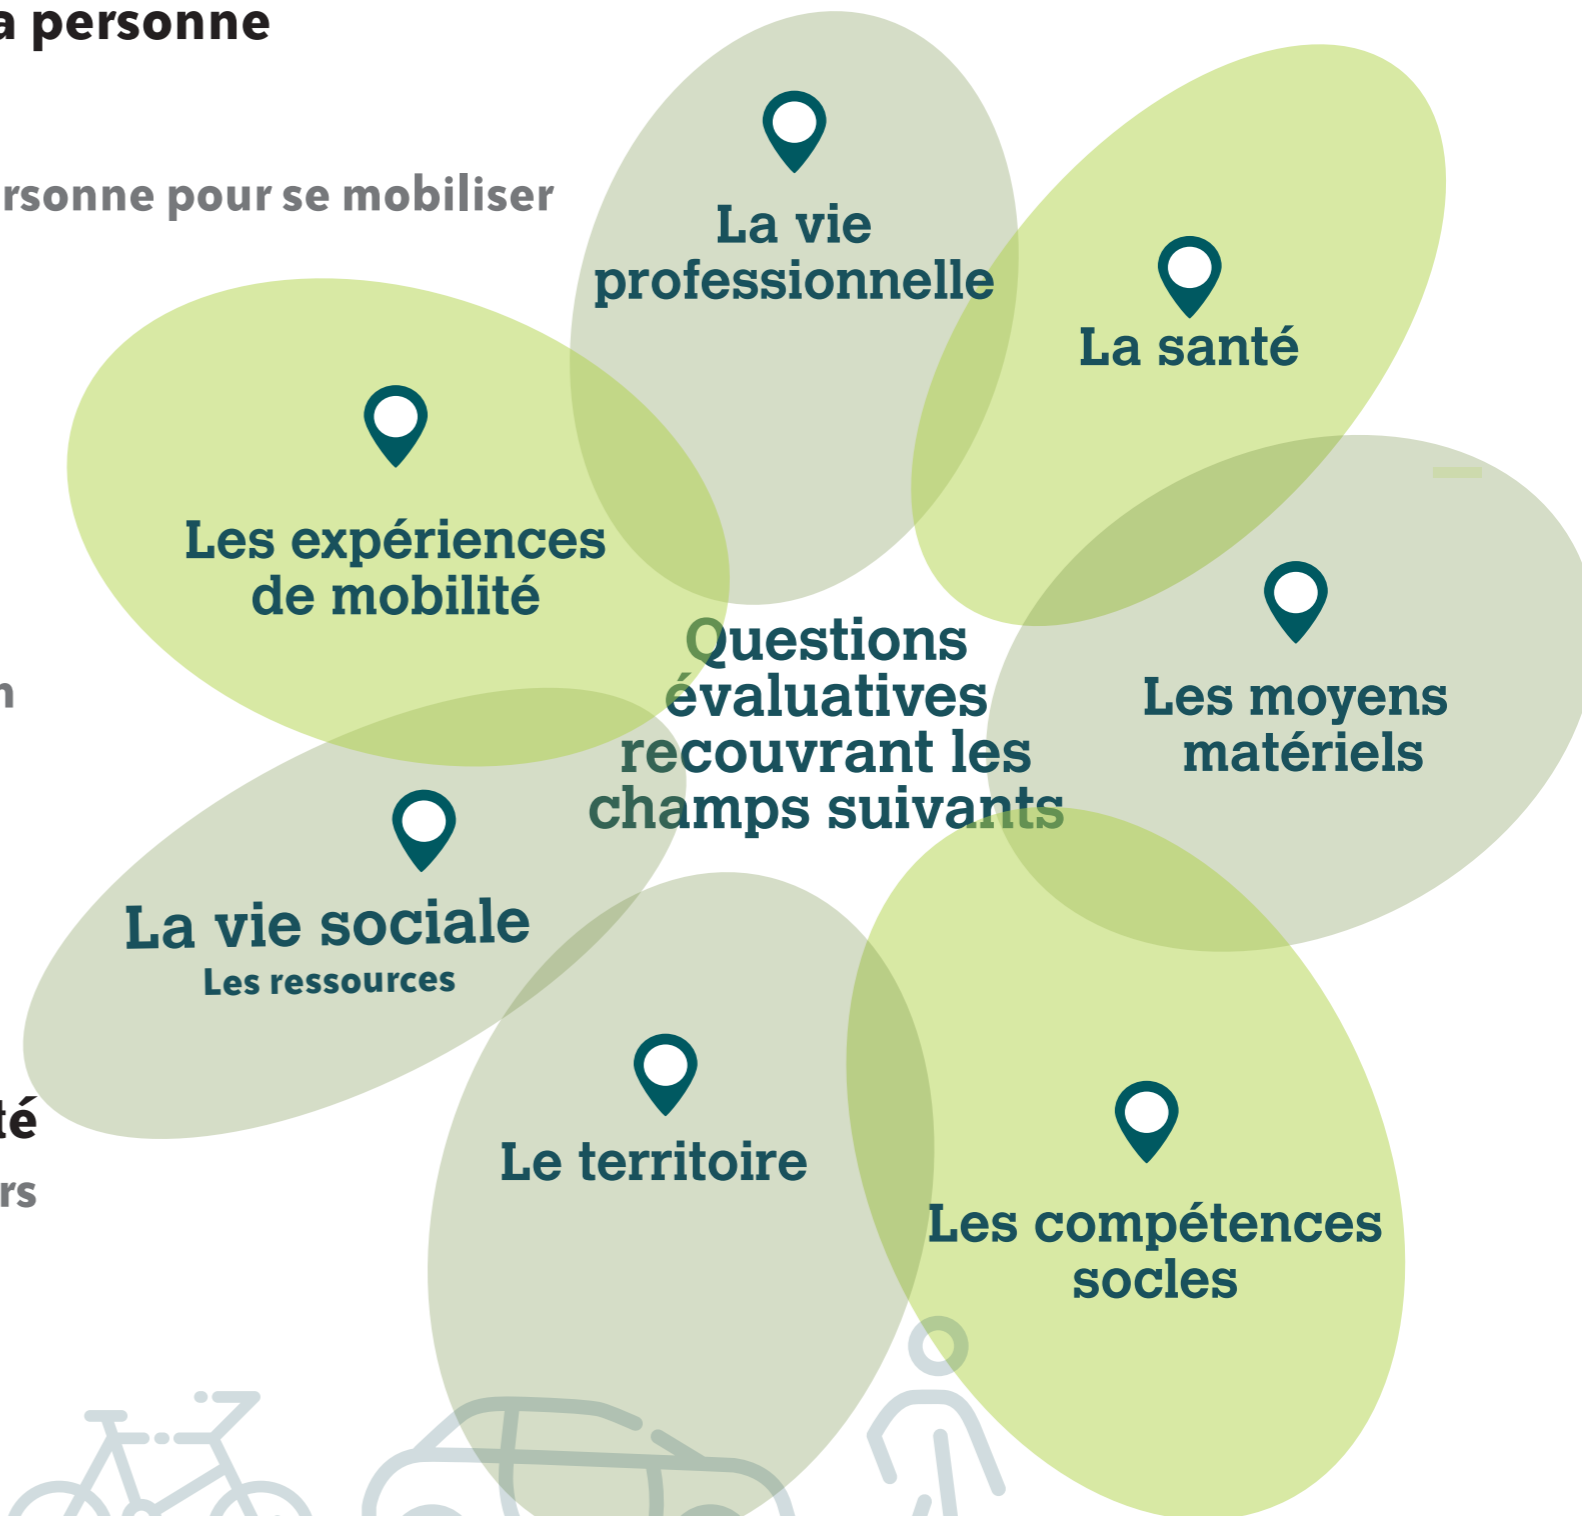 a personne
rsonne pour se mobiliser
La vie
professionnelle
La santé
Les expériences
de mobilité
Questions
évaluatives
recouvrant les
champs suivants
Les moyens
matériels
n
La vie sociale
Les ressources
té
rs
Le territoire
Les compétences
socles